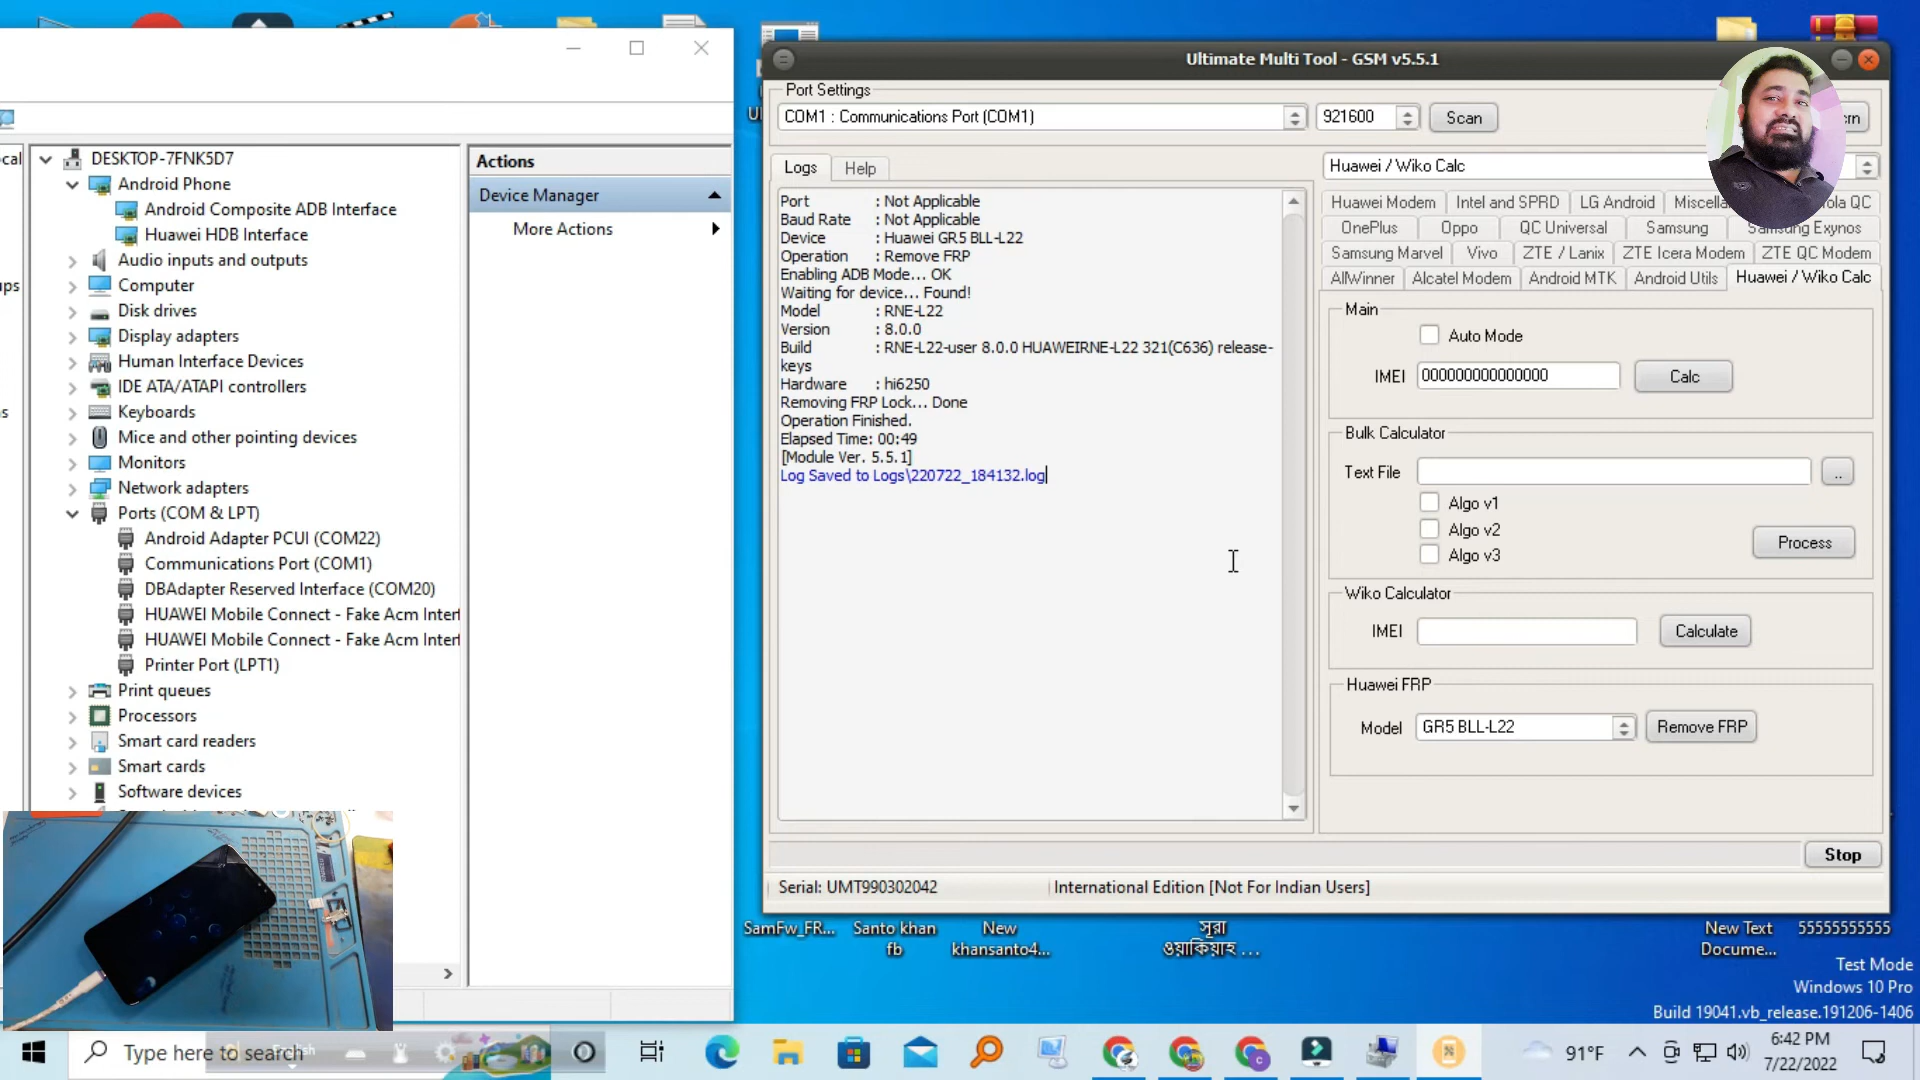 cal
ups
s
DESKTOP-7FNK5D7
Android Phone
Android Composite ADB Interface
Huawei HDB Interface
Audio inputs and outputs
Computer
Disk drives
Display adapters
Human Interface Devices
IDE ATA/ATAPI controllers
Keyboards
Mice and other pointing devices
Monitors
Network adapters
Ports (COM & LPT)
Android Adapter PCUI (COM22)
Communications Port (COM1)
DBAdapter Reserved Interface (COM20)
HUAWEI Mobile Connect - Fake Acm Interf
HUAWEI Mobile Connect - Fake Acm Interf
Printer Port (LPT1)
Print queues
Processors
Smart card readers
Smart cards
Software devices
Actions
Device Manager
More Actions
Ultimate Multi Tool - GSM v5.5.1
Port Settings
COM1 : Communications Port (COM1)
921600
Scan
Logs
Help
Port : Not Applicable
Baud Rate : Not Applicable
Device : Huawei GR5 BLL-L22
Operation : Remove FRP
Enabling ADB Mode... OK
Waiting for device... Found!
Model : RNE-L22
Version : 8.0.0
Build : RNE-L22-user 8.0.0 HUAWEIRNE-L22 321(C636) release-
keys
Hardware : hi6250
Removing FRP Lock... Done
Operation Finished.
Elapsed Time: 00:49
[Module Ver. 5.5.1]
Log Saved to Logs\220722_184132.log
Huawei / Wiko Calc
Huawei Modem Intel and SPRD LG Android Miscella ola QC
OnePlus Oppo QC Universal Samsung Samsung Exynos
Samsung Marvel Vivo ZTE / Lanix ZTE Icera Modem ZTE QC Modem
AllWinner Alcatel Modem Android MTK Android Utils Huawei / Wiko Calc
Main
Auto Mode
IMEI 000000000000000 Calc
Bulk Calculator
Text File ..
Algo v1
Algo v2
Algo v3
Process
Wiko Calculator
IMEI Calculate
Huawei FRP
Model GR5 BLL-L22 Remove FRP
Stop
Serial: UMT990302042
International Edition [Not For Indian Users]
SamFw_FR...
Santo khan
fb
New
khansanto4...
সূরা
ওয়াকিয়াহ ...
New Text
Docume...
55555555555
Test Mode
Windows 10 Pro
Build 19041.vb_release.191206-1406
Type here to search
English
91°F
6:42 PM
7/22/2022